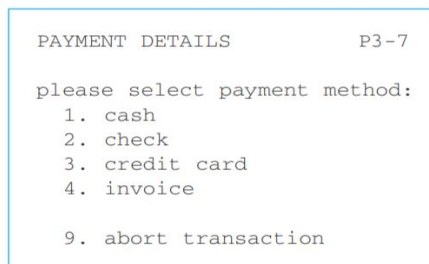 PAYMENT DETAILS P3-7
please select payment method:
1. cash
2. check
3. credit card
4. invoice
9. abort transaction